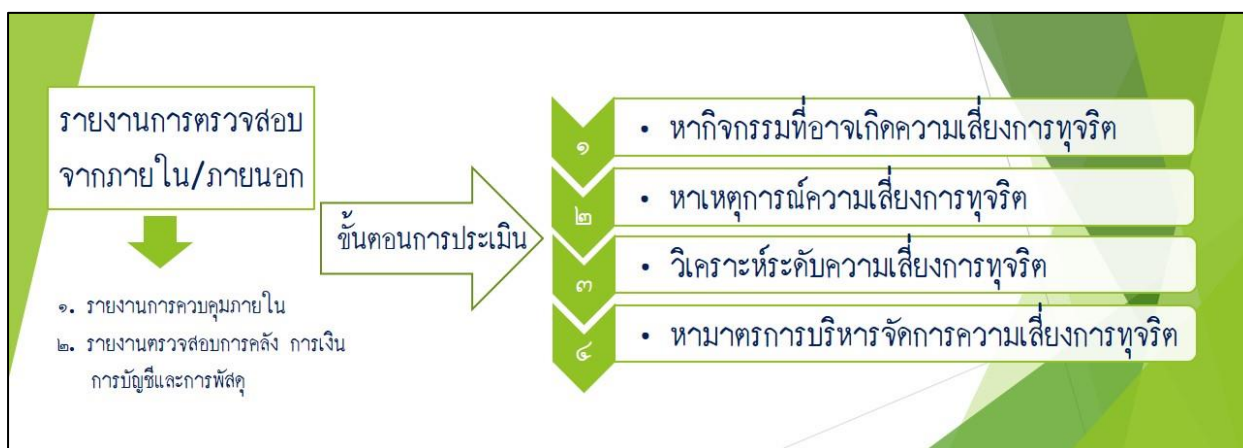 รายงานการตรวจสอบ
จากภายใน/ภายนอก
๑. รายงานการควบคุมภายใน
๒. รายงานตรวจสอบการคลัง การเงิน
การบัญชีและการพัสดุ
ขั้นตอนการประเมิน
๑ • หากิจกรรมที่อาจเกิดความเสี่ยงการทุจริต
๒ • หาเหตุการณ์ความเสี่ยงการทุจริต
๓ • วิเคราะห์ระดับความเสี่ยงการทุจริต
๔ • หามาตรการบริหารจัดการความเสี่ยงการทุจริต